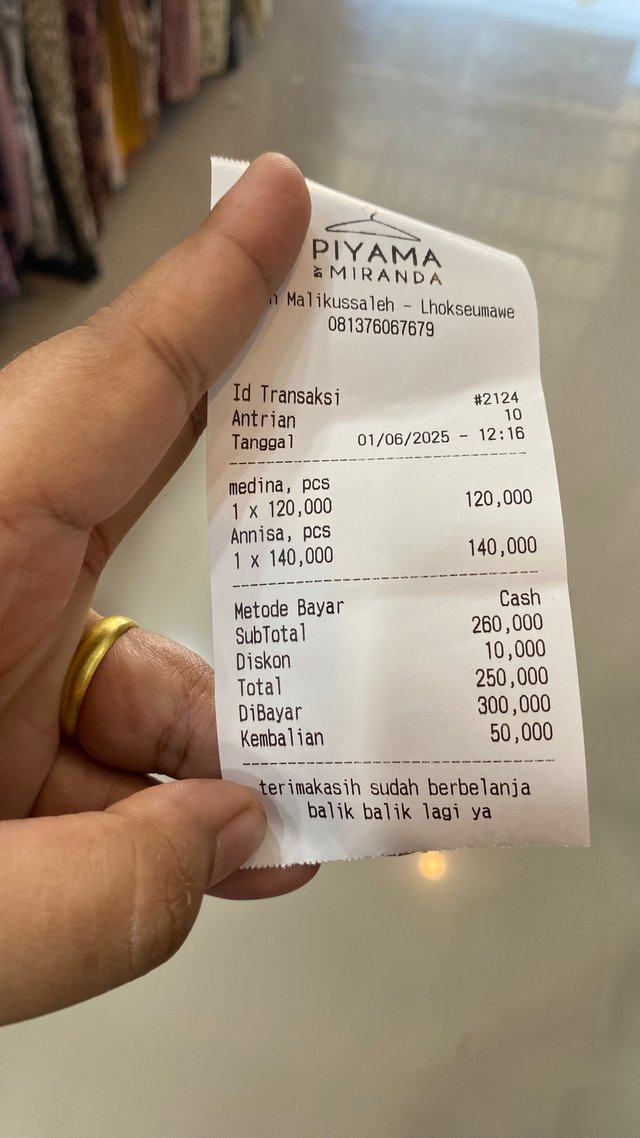 PIYAMA
BY MIRANDA
Malikussaleh - Lhokseumawe
081376067679
Id Transaksi #2124
Antrian 10
Tanggal 01/06/2025 - 12:16
medina, pcs
1 x 120,000 120,000
Annisa, pcs
1 x 140,000 140,000
Metode Bayar Cash
SubTotal 260,000
Diskon 10,000
Total 250,000
DiBayar 300,000
Kembalian 50,000
terimakasih sudah berbelanja
balik balik lagi ya